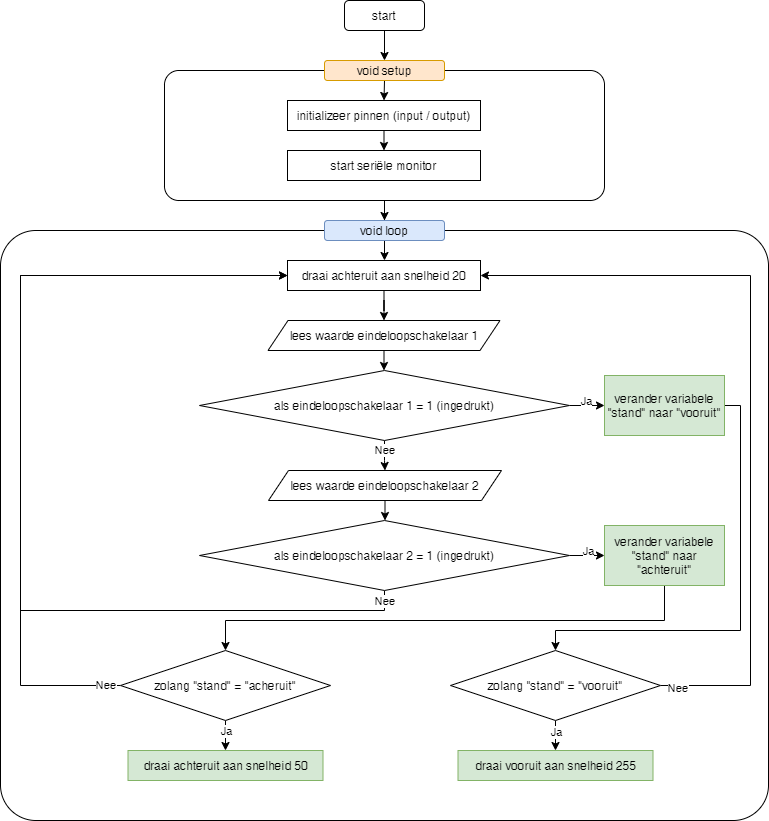 start
void setup
initializeer pinnen (input / output)
start seriële monitor
void loop
draai achteruit aan snelheid 20
lees waarde eindeloopschakelaar 1
als eindeloopschakelaar 1 = 1 (ingedrukt)
Ja
verander variabele
"stand" naar "vooruit"
Nee
lees waarde eindeloopschakelaar 2
als eindeloopschakelaar 2 = 1 (ingedrukt)
Ja
verander variabele
"stand" naar
"achteruit"
Nee
zolang "stand" = "acheruit"
Nee
Ja
draai achteruit aan snelheid 50
zolang "stand" = "vooruit"
Nee
Ja
draai vooruit aan snelheid 255